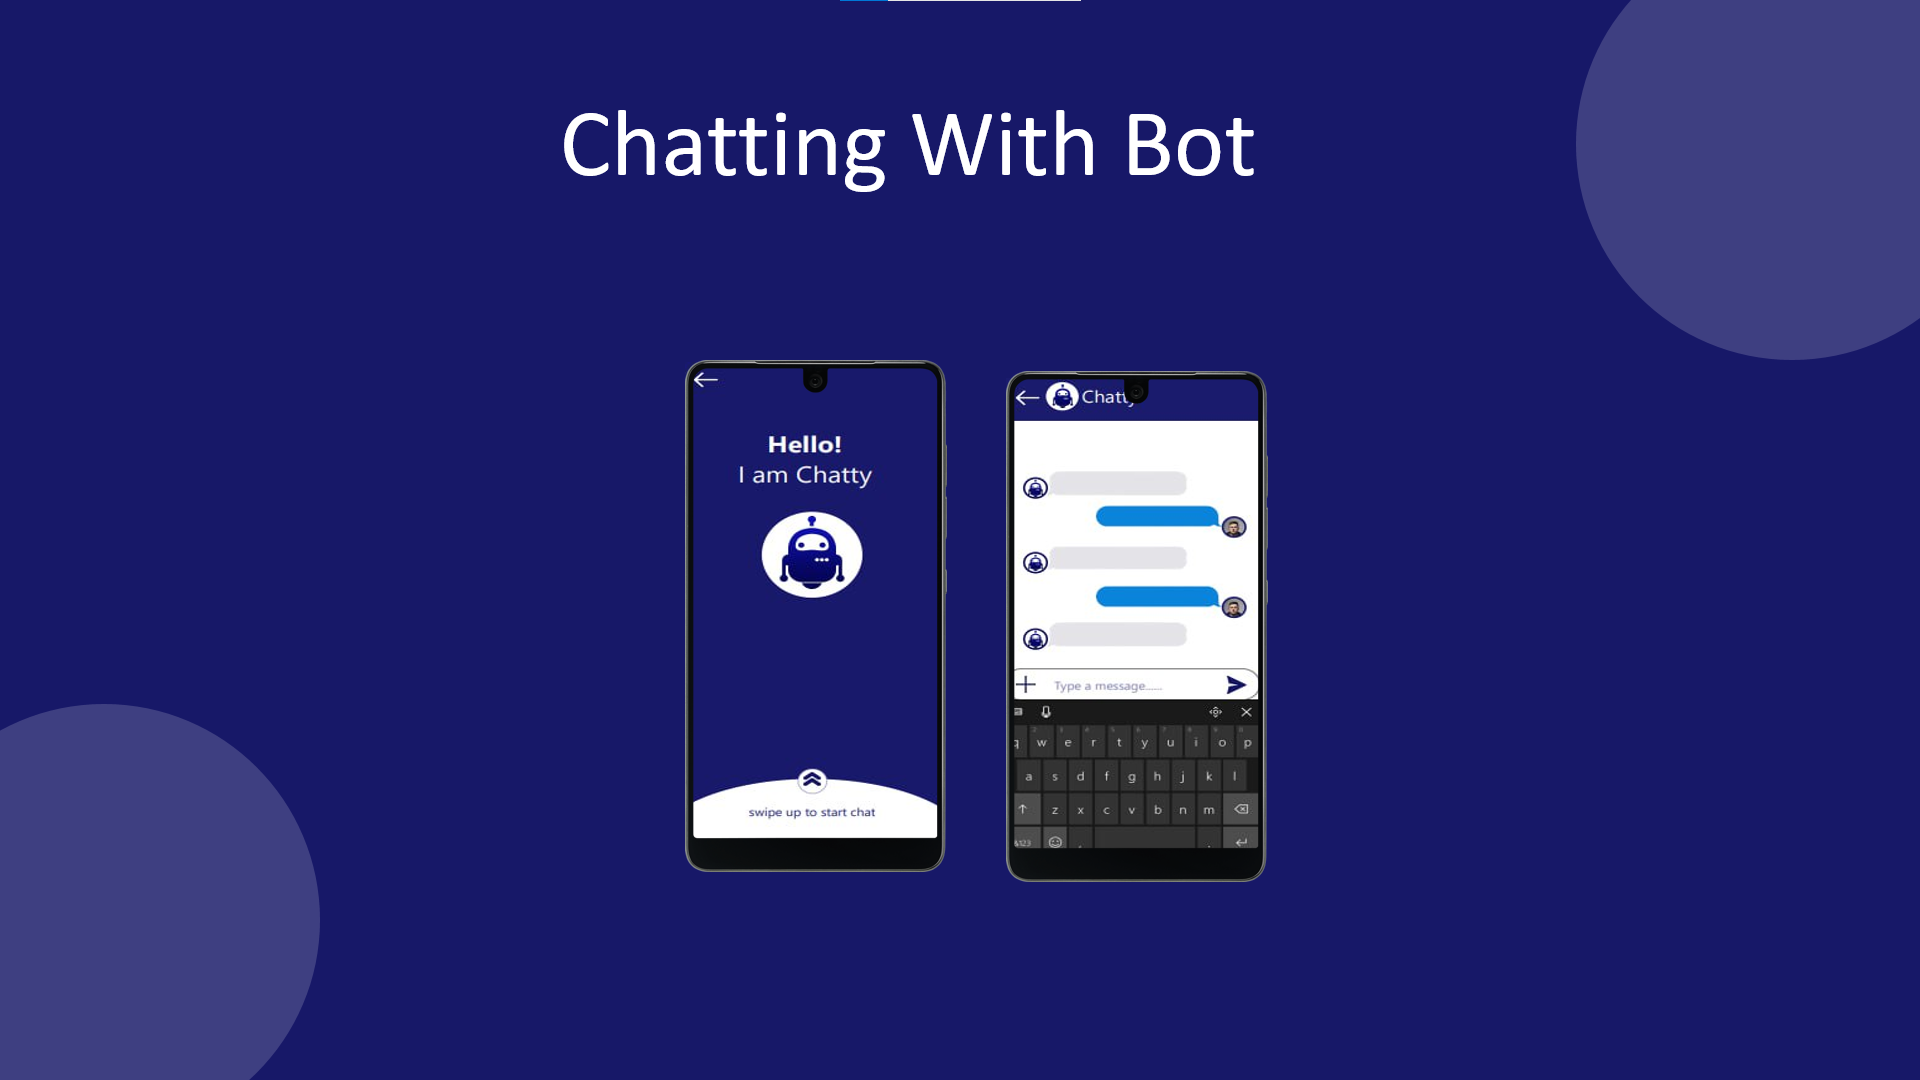 Chatting With Bot
Hello!
I am Chatty
swipe up to start chat
Chatty
Type a message......
q w e r t y u i o p
a s d f g h j k l
z x c v b n m
&123 , .